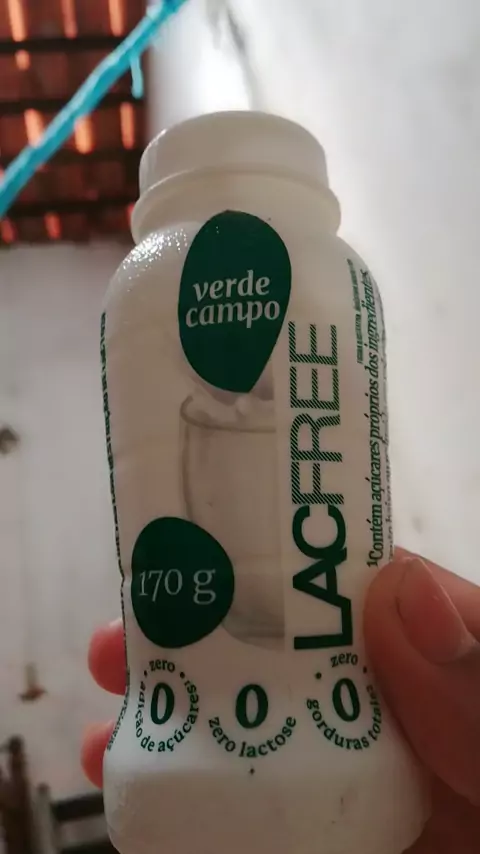 verde
campo
LACFREE
¹Contém açúcares próprios dos ingredientes.
170 g
zero
0
adição de açúcares¹
0
zero lactose
zero
0
gorduras totais